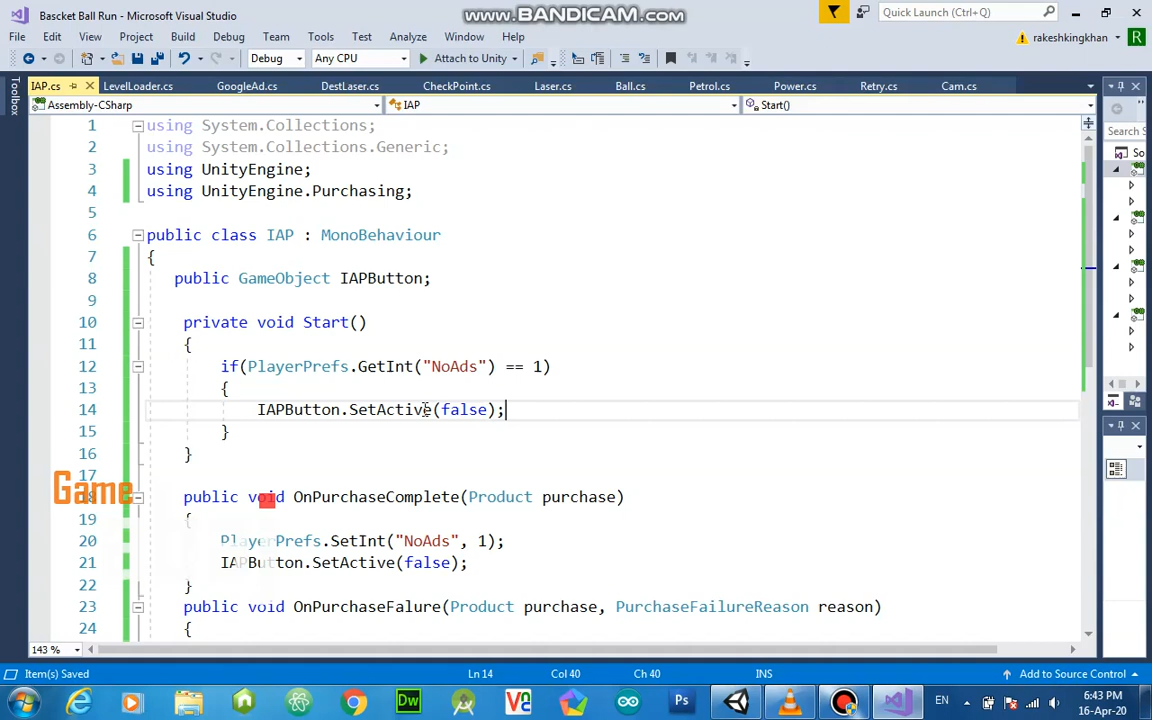 Bascket Ball Run - Microsoft Visual Studio
www.BANDICAM.com
Quick Launch (Ctrl+Q)
File Edit View Project Build Debug Team Tools Test Analyze Window Help
rakeshkingkhan R
Debug Any CPU Attach to Unity
Toolbox
IAP.cs LevelLoader.cs GoogleAd.cs DestLaser.cs CheckPoint.cs Laser.cs Ball.cs Petrol.cs Power.cs Retry.cs Cam.cs
Assembly-CSharp IAP Start()
Search S
So
1 using System.Collections;
2 using System.Collections.Generic;
3 using UnityEngine;
4 using UnityEngine.Purchasing;
5
6 public class IAP : MonoBehaviour
7 {
8 public GameObject IAPButton;
9
10 private void Start()
11 {
12 if(PlayerPrefs.GetInt("NoAds") == 1)
13 {
14 IAPButton.SetActive(false);
15 }
16 }
17
Game
18 public void OnPurchaseComplete(Product purchase)
19 {
20 PlayerPrefs.SetInt("NoAds", 1);
21 IAPButton.SetActive(false);
22 }
23 public void OnPurchaseFalure(Product purchase, PurchaseFailureReason reason)
24 {
143 %
Item(s) Saved Ln 14 Col 40 Ch 40 INS Add to Source Control
Dw Ps EN 6:43 PM
16-Apr-20